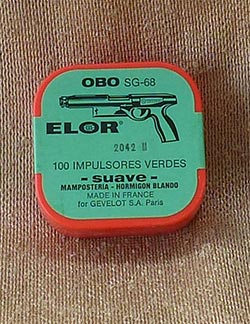 OBO SG-68
ELOR
2042 II
100 IMPULSORES VERDES
- suave -
MAMPOSTERIA - HORMIGON BLANDO
MADE IN FRANCE
for GEVELOT S.A. Paris